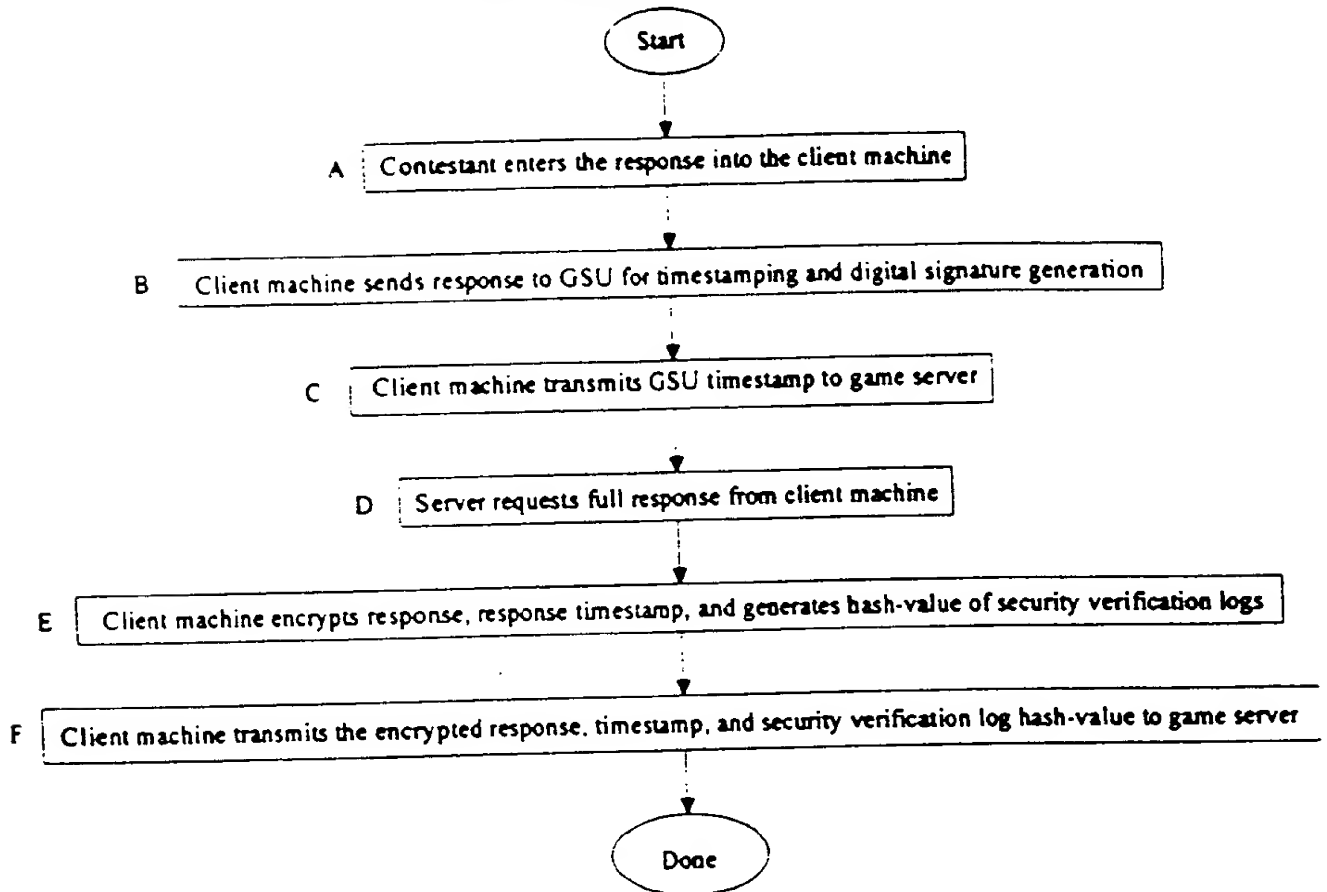 Start
A Contestant enters the response into the client machine
B Client machine sends response to GSU for timestamping and digital signature generation
C Client machine transmits GSU timestamp to game server
D Server requests full response from client machine
E Client machine encrypts response, response timestamp, and generates hash-value of security verification logs
F Client machine transmits the encrypted response, timestamp, and security verification log hash-value to game server
Done